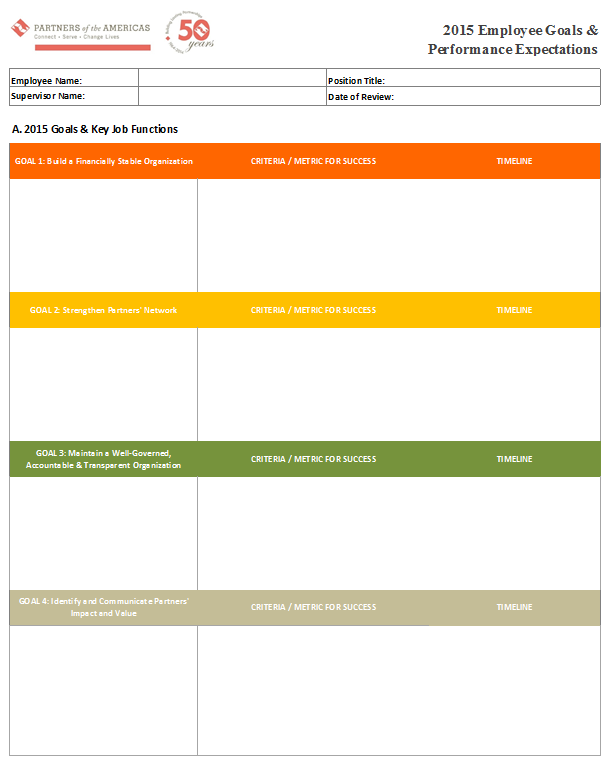 PARTNERS of the AMERICAS
Connect • Serve • Change Lives
50
years
2015 Employee Goals &
Performance Expectations
Employee Name:
Position Title:
Supervisor Name:
Date of Review:
A. 2015 Goals & Key Job Functions
GOAL 1: Build a Financially Stable Organization
CRITERIA / METRIC FOR SUCCESS
TIMELINE
GOAL 2: Strengthen Partners' Network
CRITERIA / METRIC FOR SUCCESS
TIMELINE
GOAL 3: Maintain a Well-Governed,
Accountable & Transparent Organization
CRITERIA / METRIC FOR SUCCESS
TIMELINE
GOAL 4: Identify and Communicate Partners'
Impact and Value
CRITERIA / METRIC FOR SUCCESS
TIMELINE